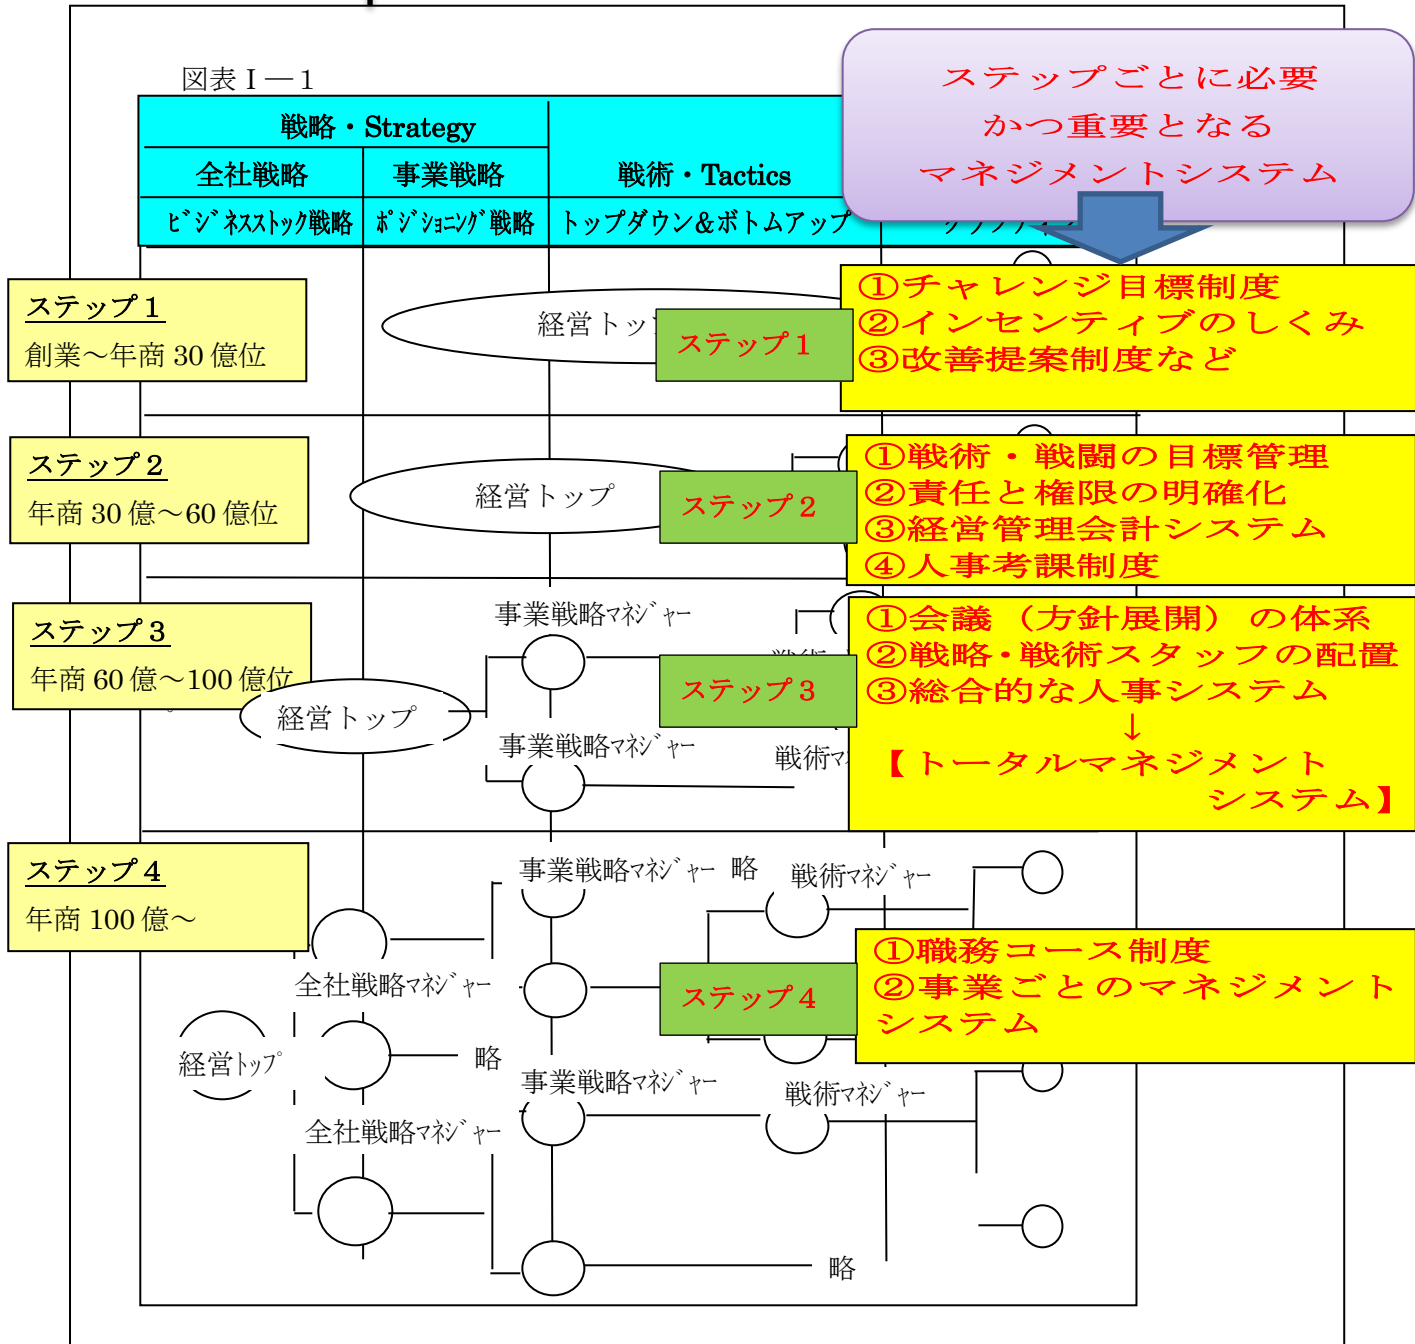 図表Ⅰ―1
ステップごとに必要
かつ重要となる
マネジメントシステム
戦略・Strategy
全社戦略
事業戦略
戦術・Tactics
ビジネスストック戦略
ポジショニング戦略
トップダウン＆ボトムアップ
ステップ１
創業～年商30億位
経営トップ
ステップ１
①チャレンジ目標制度
②インセンティブのしくみ
③改善提案制度など
ステップ２
年商30億～60億位
経営トップ
ステップ２
①戦術・戦闘の目標管理
②責任と権限の明確化
③経営管理会計システム
④人事考課制度
ステップ３
年商60億～100億位
経営トップ
事業戦略マネジャー
事業戦略マネジャー
戦術マ
ステップ３
①会議（方針展開）の体系
②戦略・戦術スタッフの配置
③総合的な人事システム
↓
【トータルマネジメント
システム】
ステップ４
年商100億～
事業戦略マネジャー 略
戦術マネジャー
全社戦略マネジャー
ステップ４
①職務コース制度
②事業ごとのマネジメント
システム
経営トップ
略
事業戦略マネジャー
戦術マネジャー
全社戦略マネジャー
略